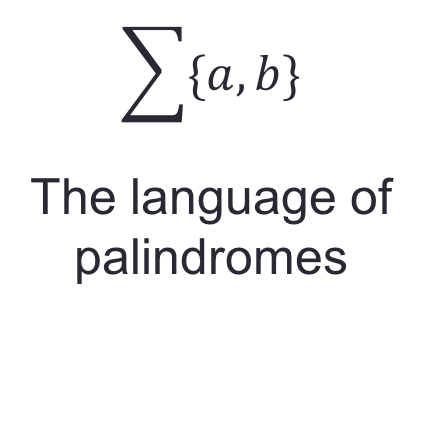 ∑{a, b}
The language of
palindromes